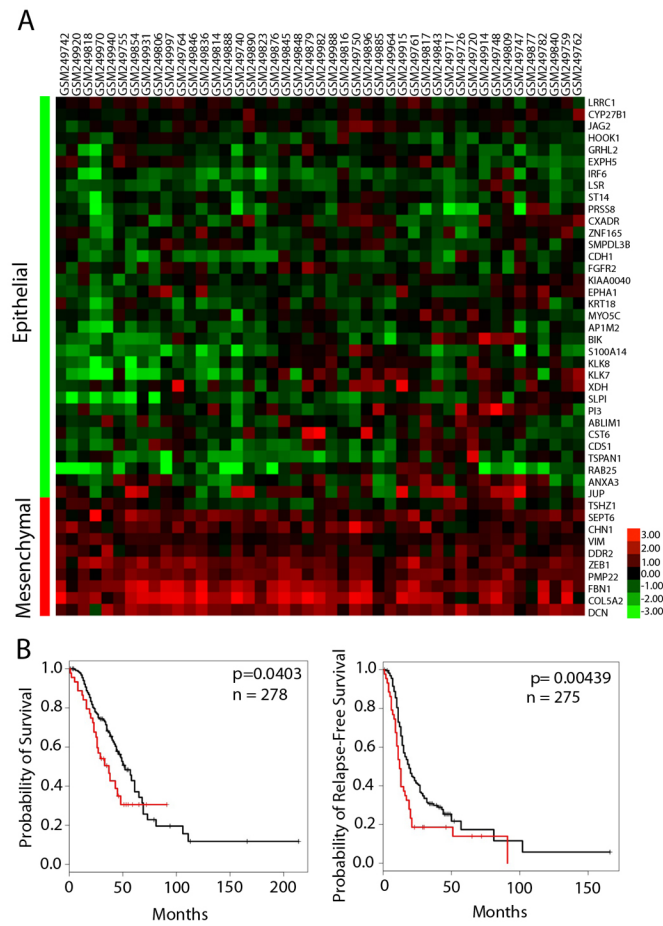 A
GSM249742
GSM249920
GSM249818
GSM249970
GSM249940
GSM249755
GSM249854
GSM249931
GSM249806
GSM249997
GSM249764
GSM249846
GSM249836
GSM249814
GSM249888
GSM249740
GSM249890
GSM249823
GSM249876
GSM249845
GSM249848
GSM249879
GSM249982
GSM249988
GSM249816
GSM249750
GSM249896
GSM249885
GSM249964
GSM249915
GSM249761
GSM249817
GSM249843
GSM249717
GSM249726
GSM249720
GSM249914
GSM249748
GSM249809
GSM249747
GSM249877
GSM249782
GSM249840
GSM249759
GSM249762
Epithelial
Mesenchymal
LRRC1
CYP27B1
JAG2
HOOK1
GRHL2
EXPH5
IRF6
LSR
ST14
PRSS8
CXADR
ZNF165
SMPDL3B
CDH1
FGFR2
KIAA0040
EPHA1
KRT18
MYO5C
AP1M2
BIK
S100A14
KLK8
KLK7
XDH
SLPI
PI3
ABLIM1
CST6
CDS1
TSPAN1
RAB25
ANXA3
JUP
TSHZ1
SEPT6
CHN1
VIM
DDR2
ZEB1
PMP22
FBN1
COL5A2
DCN
3.00
2.00
1.00
0.00
-1.00
-2.00
-3.00
B
Probability of Survival
1.0
0.8
0.6
0.4
0.2
0.0
p=0.0403
n = 278
0 50 100 150 200
Months
Probability of Relapse-Free Survival
1.0
0.8
0.6
0.4
0.2
0.0
p= 0.00439
n = 275
0 50 100 150
Months